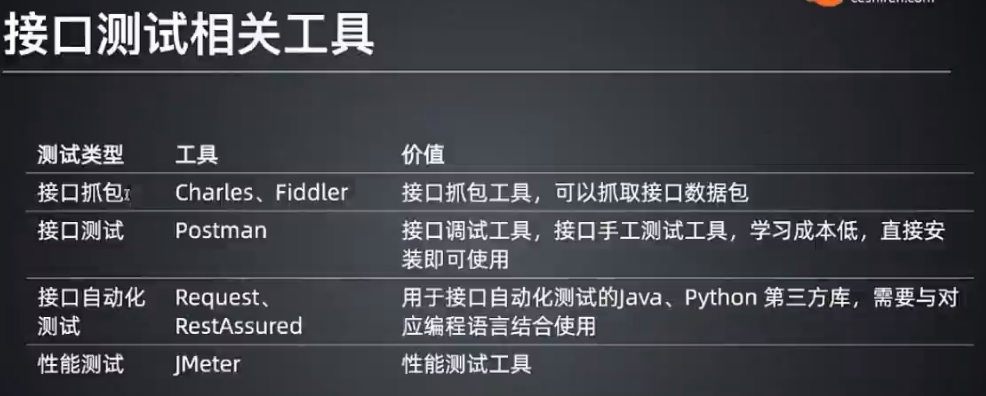 接口测试相关工具
测试类型 工具 价值
接口抓包 Charles、Fiddler 接口抓包工具，可以抓取接口数据包
接口测试 Postman 接口调试工具，接口手工测试工具，学习成本低，直接安
装即可使用
接口自动化 Request、 用于接口自动化测试的Java、Python 第三方库，需要与对
测试 RestAssured 应编程语言结合使用
性能测试 JMeter 性能测试工具